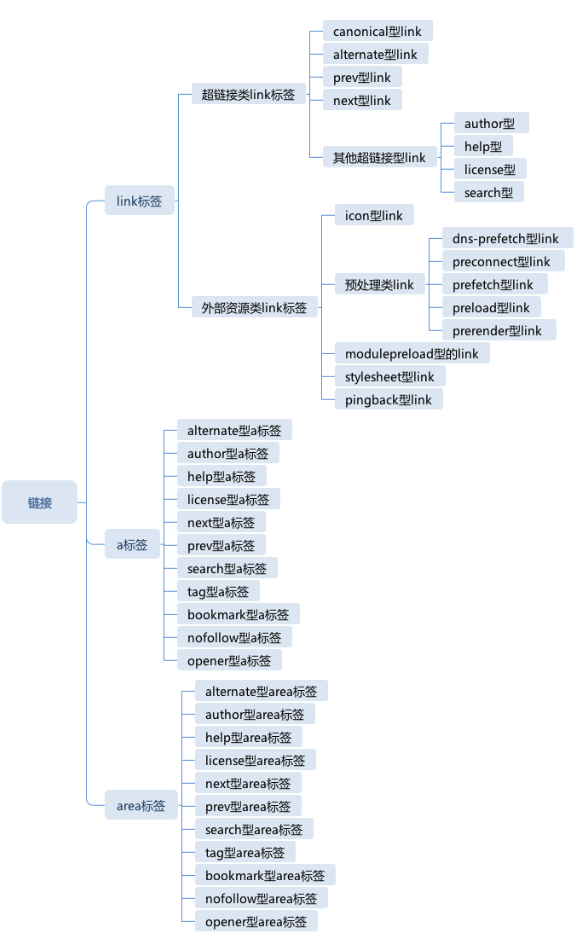 链接
link标签
超链接类link标签
canonical型link
alternate型link
prev型link
next型link
其他超链接型link
author型
help型
license型
search型
外部资源类link标签
icon型link
预处理类link
dns-prefetch型link
preconnect型link
prefetch型link
preload型link
prerender型link
modulepreload型的link
stylesheet型link
pingback型link
a标签
alternate型a标签
author型a标签
help型a标签
license型a标签
next型a标签
prev型a标签
search型a标签
tag型a标签
bookmark型a标签
nofollow型a标签
opener型a标签
area标签
alternate型area标签
author型area标签
help型area标签
license型area标签
next型area标签
prev型area标签
search型area标签
tag型area标签
bookmark型area标签
nofollow型area标签
opener型area标签